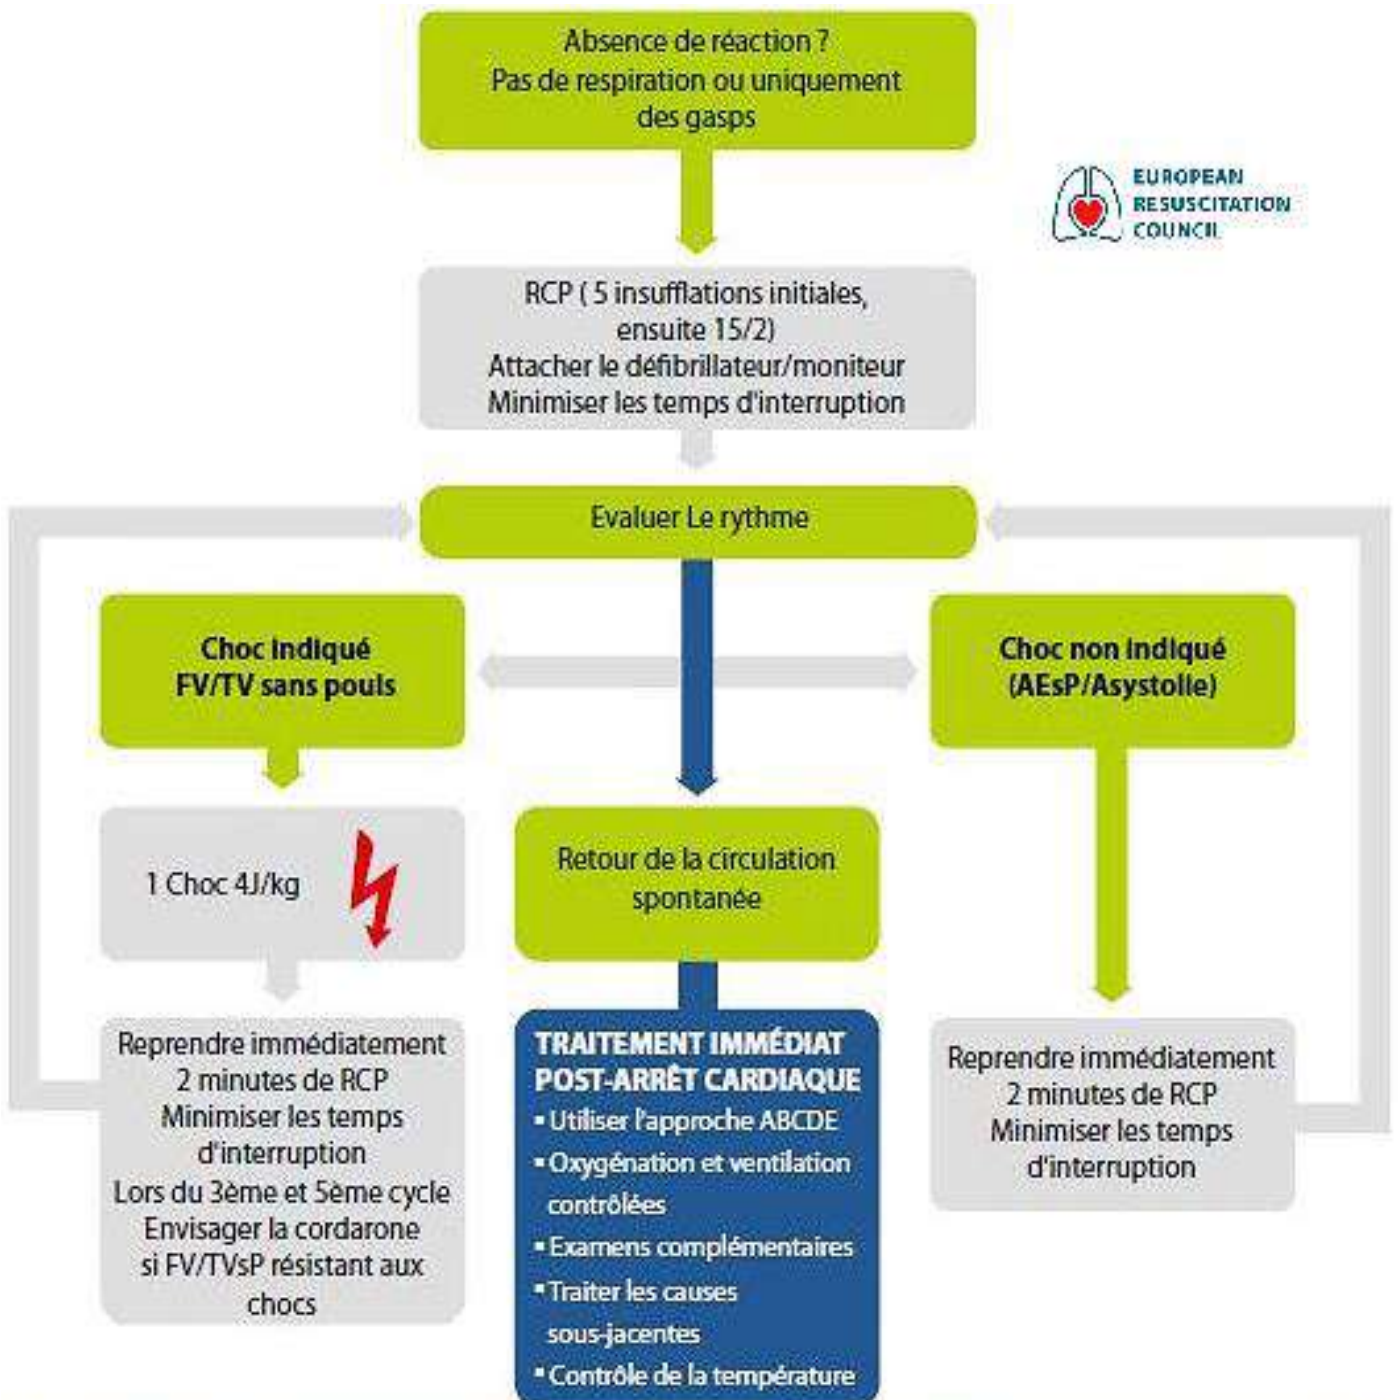 Absence de réaction ?
Pas de respiration ou uniquement
des gasps
EUROPEAN
RESUSCITATION
COUNCIL
RCP ( 5 insufflations initiales,
ensuite 15/2)
Attacher le défibrillateur/moniteur
Minimiser les temps d'interruption
Evaluer Le rythme
Choc indiqué
FV/TV sans pouls
Choc non indiqué
(AEsP/Asystolie)
1 Choc 4J/kg
Retour de la circulation
spontanée
Reprendre immédiatement
2 minutes de RCP
Minimiser les temps
d'interruption
Lors du 3ème et 5ème cycle
Envisager la cordarone
si FV/TVsP résistant aux
chocs
TRAITEMENT IMMÉDIAT
POST-ARRÊT CARDIAQUE
▪ Utiliser l'approche ABCDE
▪ Oxygénation et ventilation
contrôlées
▪ Examens complémentaires
▪ Traiter les causes
sous-jacentes
▪ Contrôle de la température
Reprendre immédiatement
2 minutes de RCP
Minimiser les temps
d'interruption